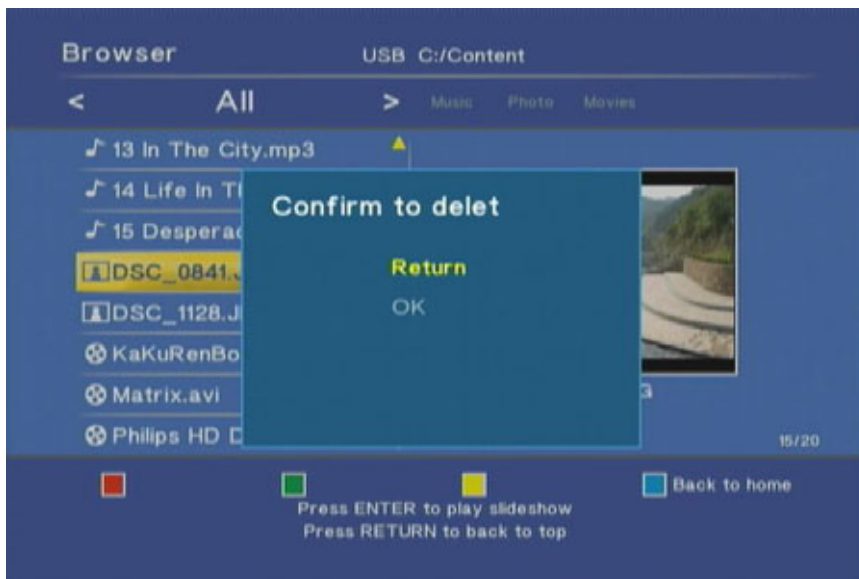 Browser USB C:/Content
< All > Music Photo Movies
13 In The City.mp3
14 Life In T
15 Despera
DSC_0841.
DSC_1128.J
KaKuRenBo
Matrix.avi
Philips HD D
Confirm to delet
Return
OK
G
15/20
Back to home
Press ENTER to play slideshow
Press RETURN to back to top